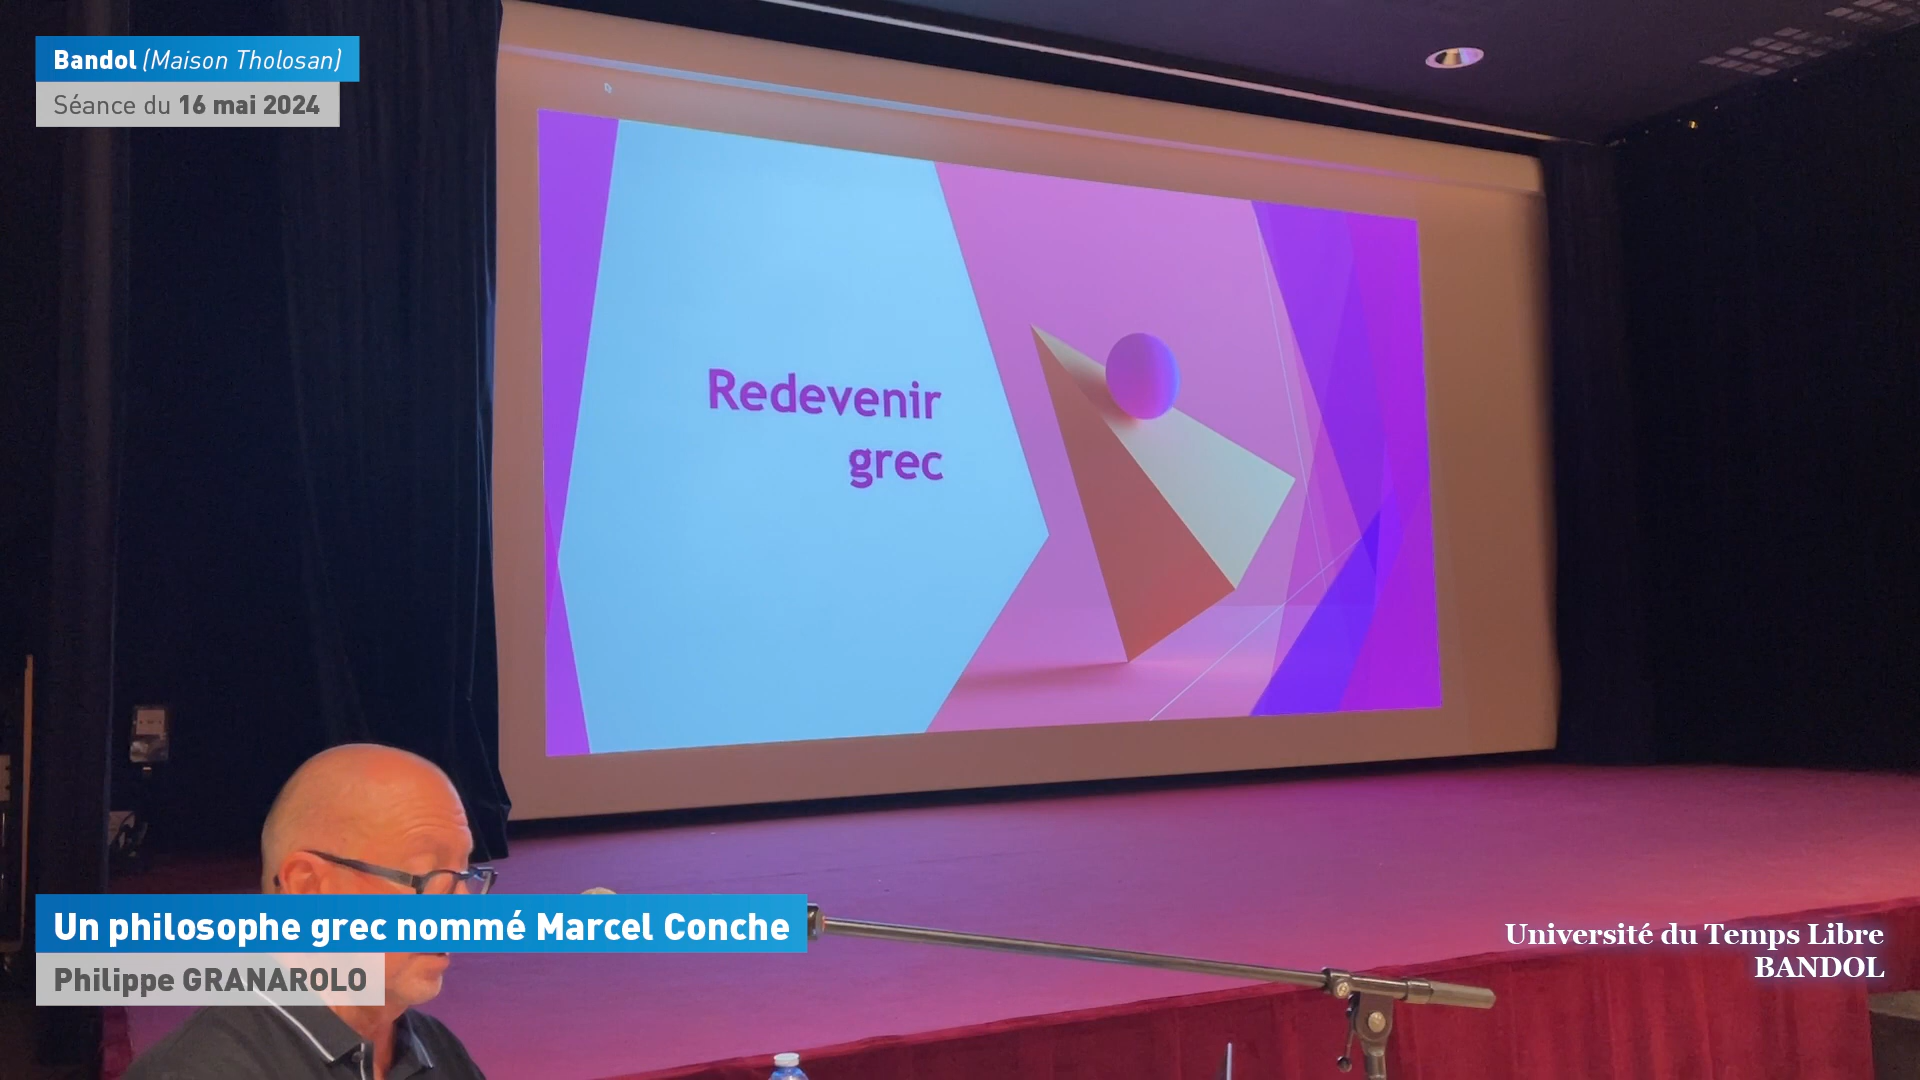 Bandol (Maison Tholosan)
Séance du 16 mai 2024
Redevenir
grec
Un philosophe grec nommé Marcel Conche
Philippe GRANAROLO
Université du Temps Libre
BANDOL